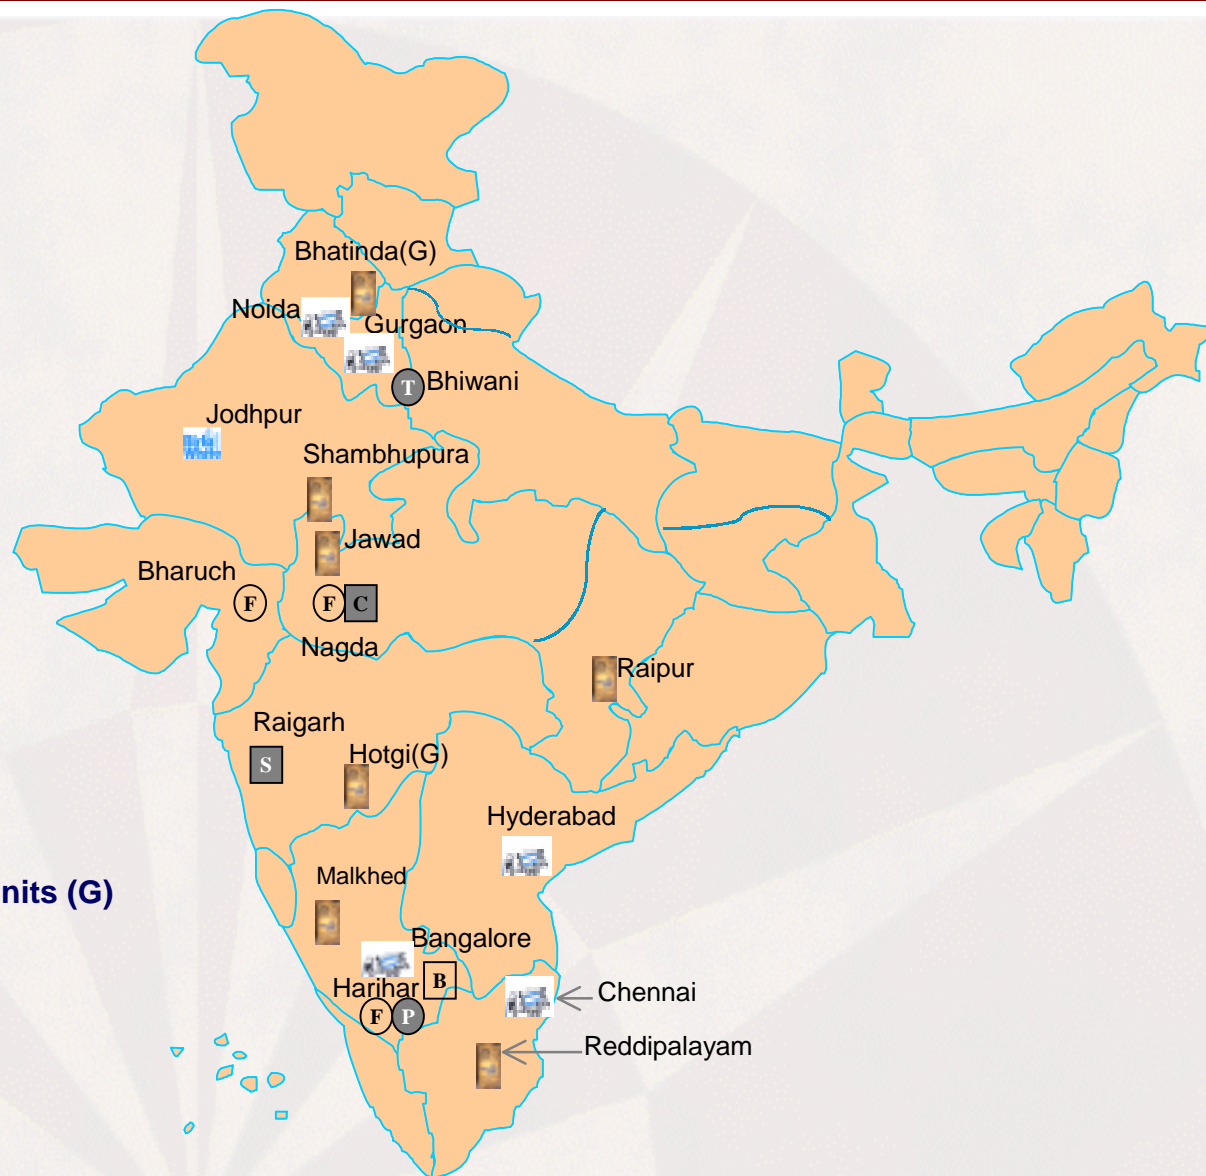 Bhatinda(G)
Noida
Gurgaon
T Bhiwani
Jodhpur
Shambhupura
Jawad
Bharuch
F
F C
Nagda
Raipur
Raigarh
S
Hotgi(G)
Hyderabad
Malkhed
nits (G)
Bangalore
B
Harihar
F P
Chennai
Reddipalayam